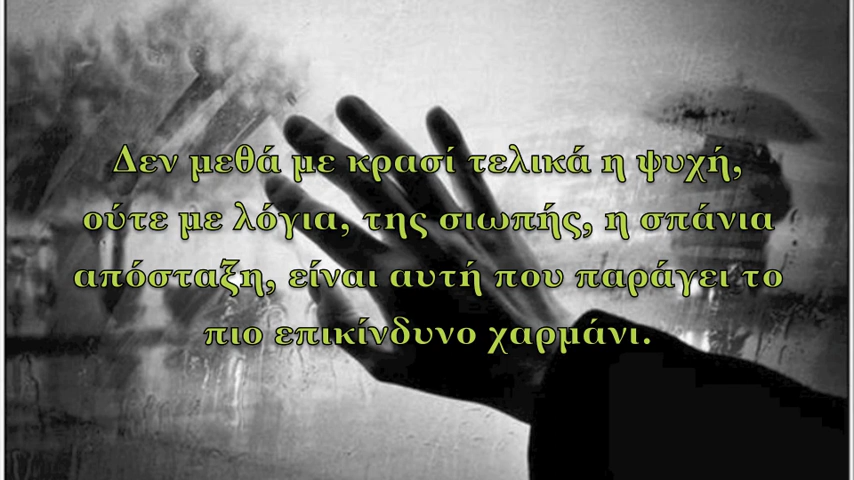 Δεν μεθά με κρασί τελικά η ψυχή,
ούτε με λόγια, της σιωπής, η σπάνια
απόσταξη, είναι αυτή που παράγει το
πιο επικίνδυνο χαρμάνι.